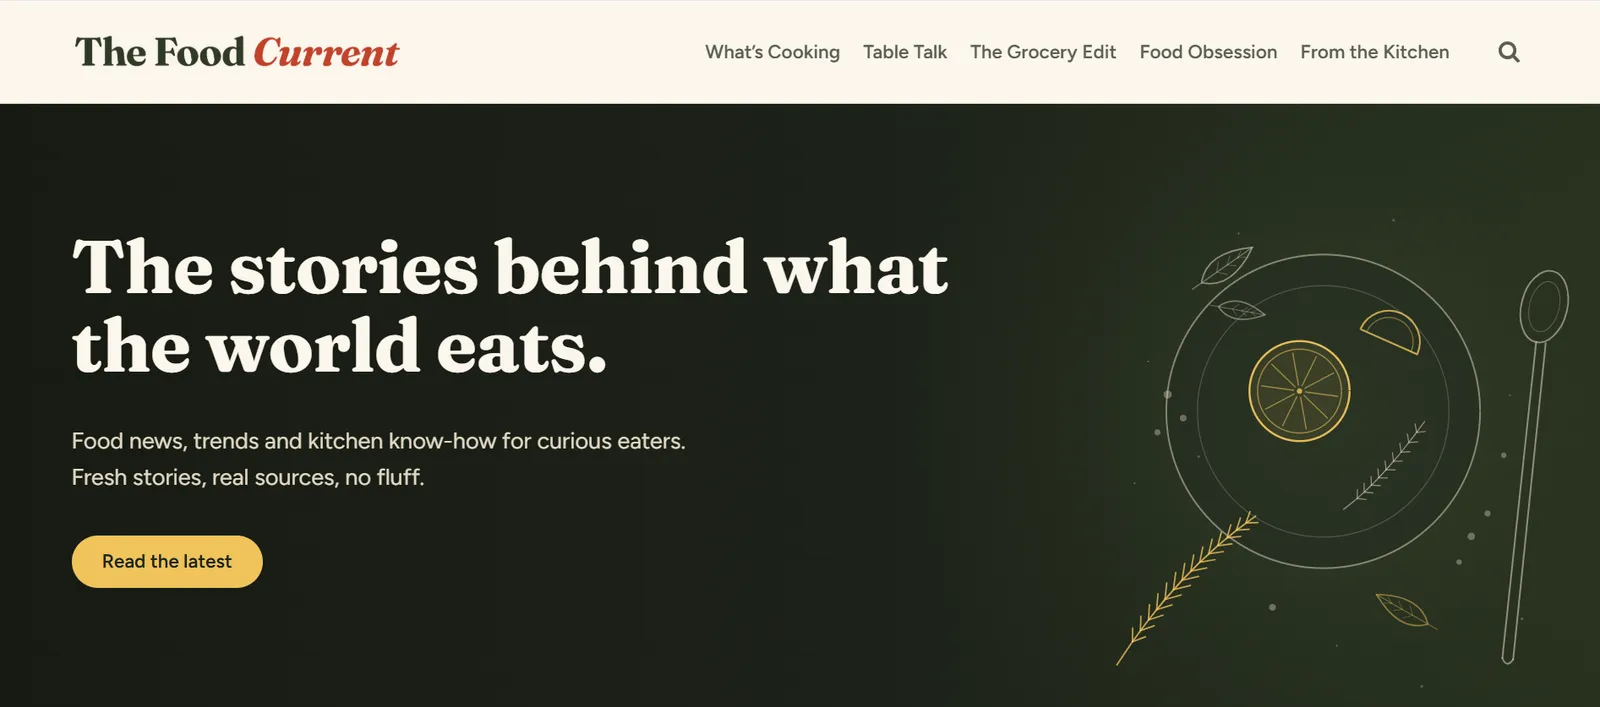 The Food Current
What’s Cooking
Table Talk
The Grocery Edit
Food Obsession
From the Kitchen
The stories behind what
the world eats.
Food news, trends and kitchen know-how for curious eaters.
Fresh stories, real sources, no fluff.
Read the latest